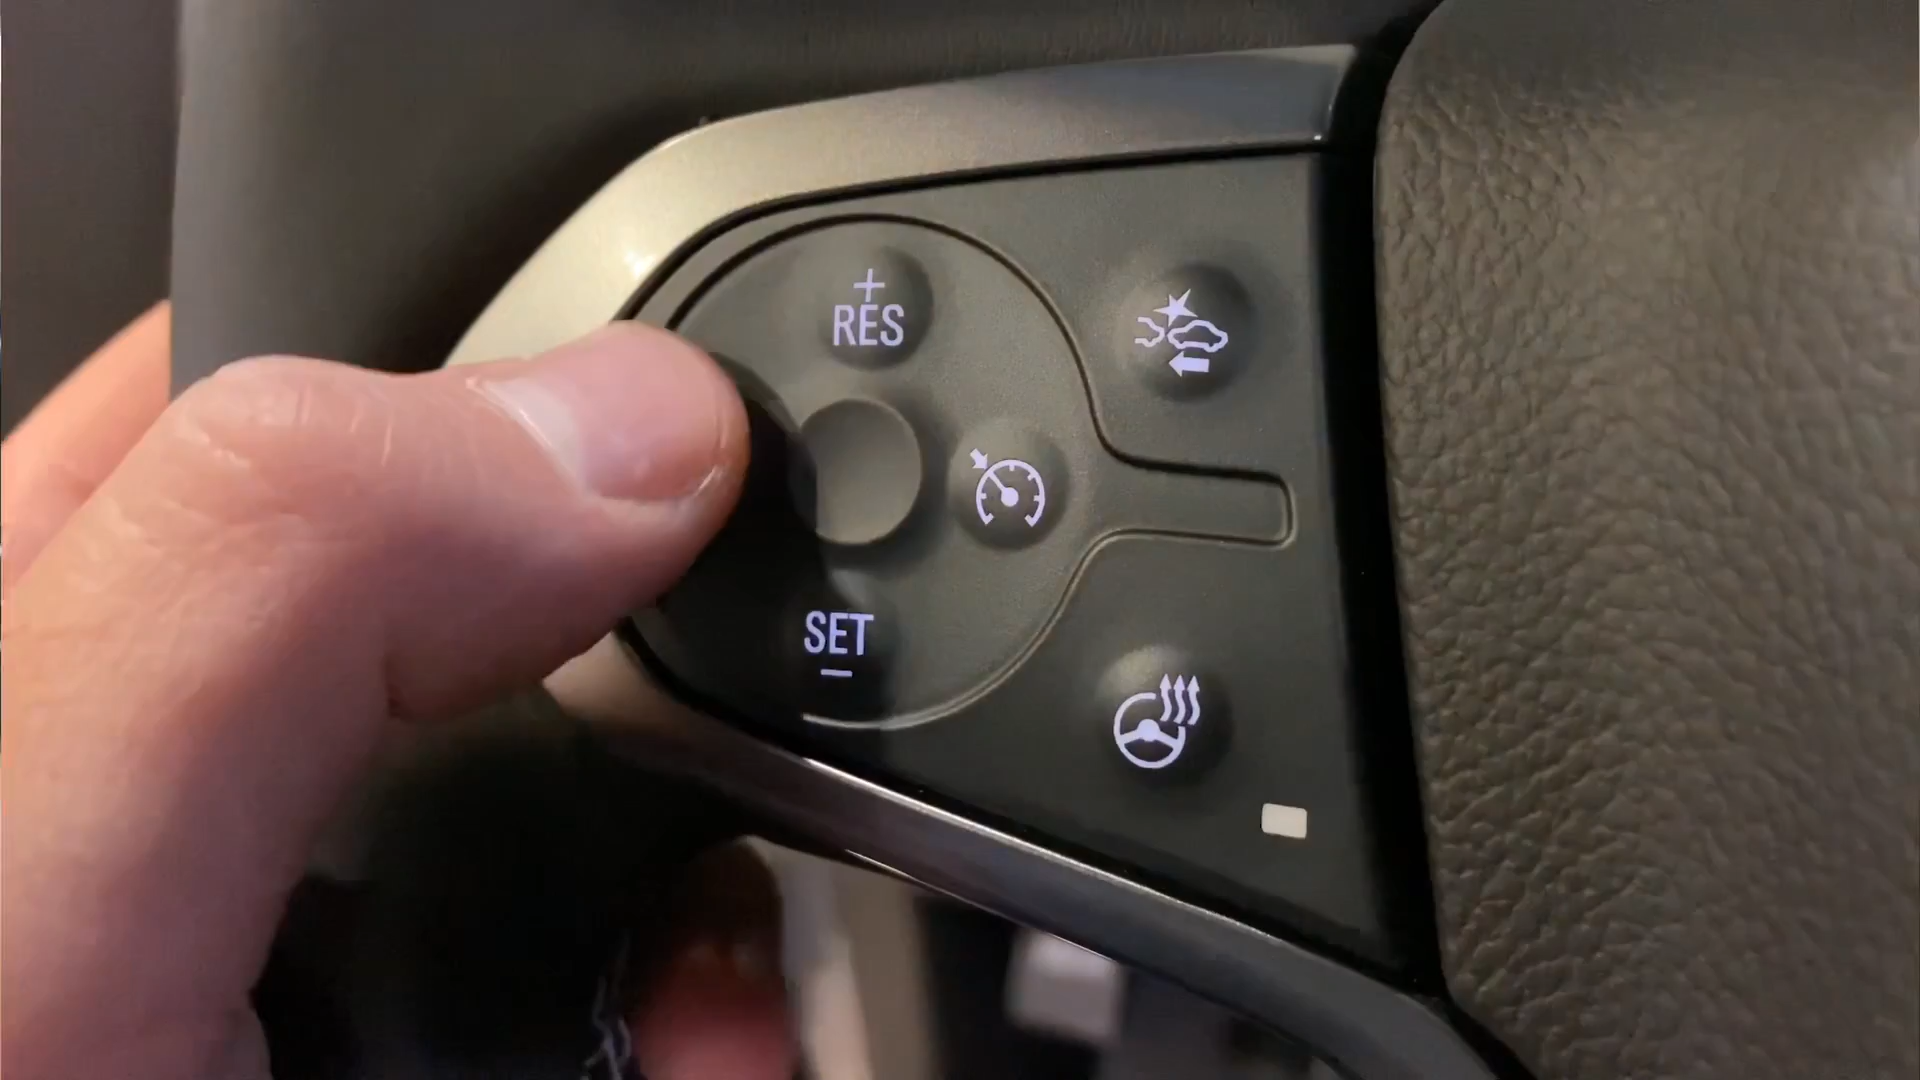 +
RES
SET
—